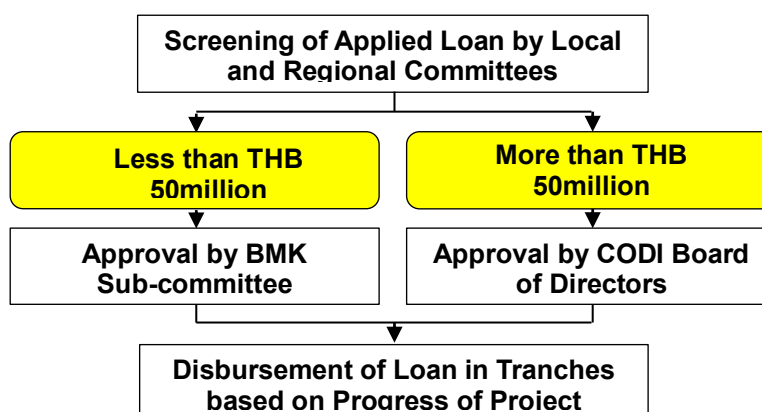 Screening of Applied Loan by Local
and Regional Committees
Less than THB
50million
More than THB
50million
Approval by BMK
Sub-committee
Approval by CODI Board
of Directors
Disbursement of Loan in Tranches
based on Progress of Project